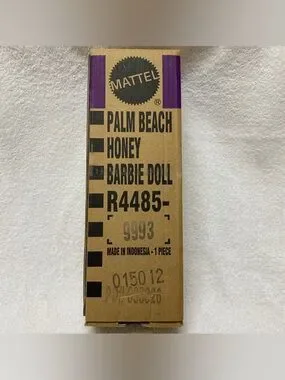 MATTEL
®
PALM BEACH
HONEY
BARBIE DOLL
R4485-
9993
MADE IN INDONESIA - 1 PIECE
015012